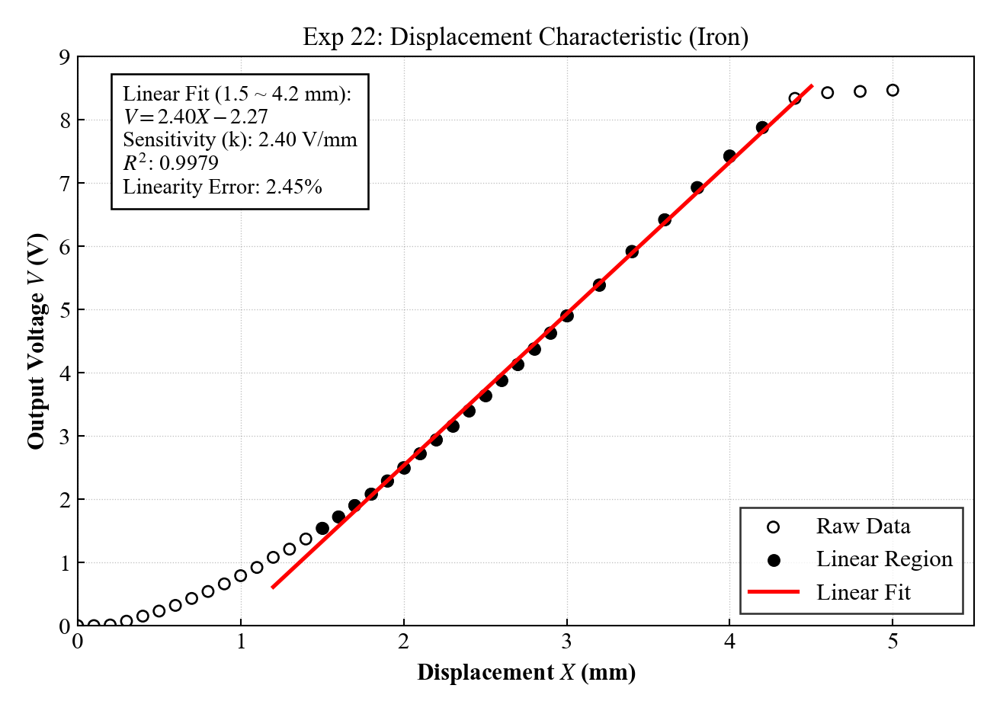 Exp 22: Displacement Characteristic (Iron)
9
8
7
6
5
4
3
2
1
0
Output Voltage V (V)
Linear Fit (1.5 ~ 4.2 mm):
V = 2.40X − 2.27
Sensitivity (k): 2.40 V/mm
R²: 0.9979
Linearity Error: 2.45%
Raw Data
Linear Region
Linear Fit
0 1 2 3 4 5
Displacement X (mm)